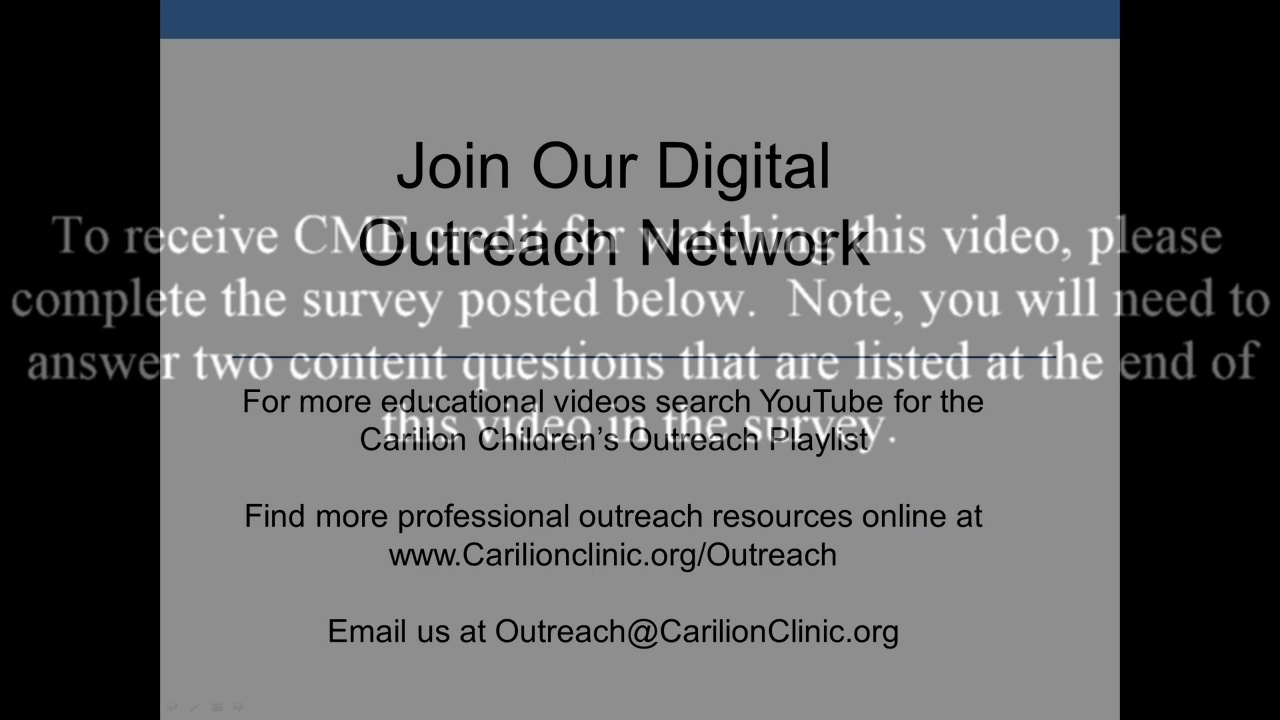 Join Our Digital
Outreach Network
To receive CME credit for watching this video, please
complete the survey posted below.  Note, you will need to
answer two content questions that are listed at the end of
this video in the survey.
For more educational videos search YouTube for the
Carilion Children’s Outreach Playlist
Find more professional outreach resources online at
www.Carilionclinic.org/Outreach
Email us at Outreach@CarilionClinic.org